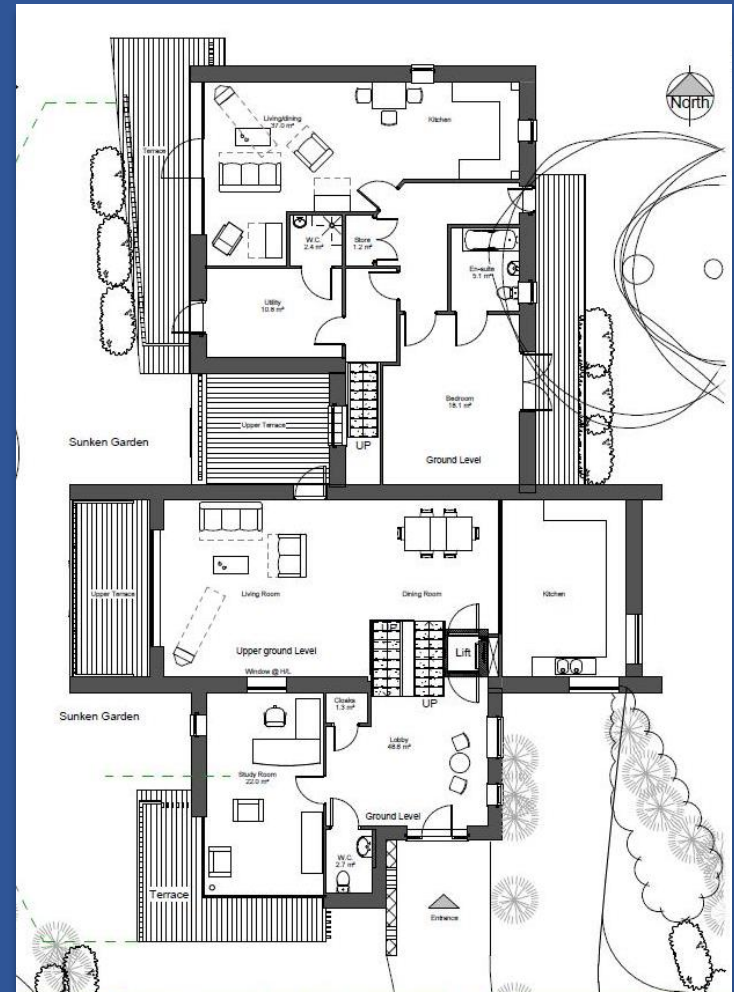 North
Living/dining
37.0 m²
Kitchen
Terrace
W.C.
2.4 m²
Store
1.2 m²
En-suite
5.1 m²
Utility
10.8 m²
Bedroom
18.1 m²
Upper Terrace
Sunken Garden
UP
Ground Level
Upper Terrace
Living Room
Dining Room
Kitchen
UP
Lift
Upper ground Level
Window @ H/L
UP
Sunken Garden
Cloaks
1.3 m²
Lobby
48.8 m²
Study Room
22.0 m²
Ground Level
W.C.
2.7 m²
Terrace
Entrance